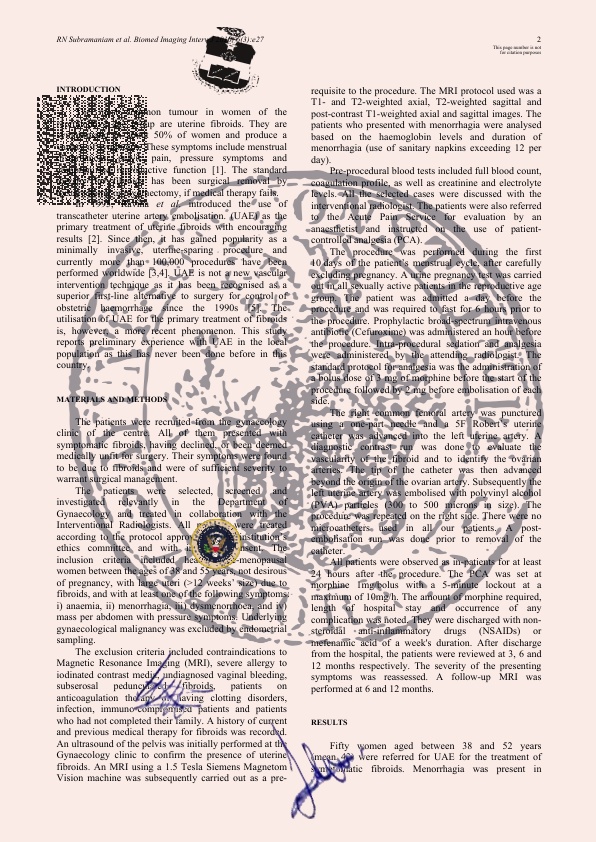 RN Subramaniam et al. Biomed Imaging Interv
(3):e27
2
This page number is not
for citation purposes
INTRODUCTION
on tumour in women of the
up are uterine fibroids. They are
50% of women and produce a
These symptoms include menstrual
pain, pressure symptoms and
ctive function [1]. The standard
has been surgical removal by
ectomy, if medical therapy fails.
et al. introduced the use of
transcatheter uterine artery embolisation (UAE) as the
primary treatment of uterine fibroids with encouraging
results [2]. Since then, it has gained popularity as a
minimally invasive, uterine-sparing procedure and
currently more than 100,000 procedures have been
performed worldwide [3,4]. UAE is not a new vascular
intervention technique as it has been recognised as a
superior first-line alternative to surgery for control of
obstetric haemorrhage since the 1990s [5]. The
utilisation of UAE for the primary treatment of fibroids
is, however, a more recent phenomenon. This study
reports preliminary experience with UAE in the local
population as this has never been done before in this
country.
MATERIALS AND METHODS
The patients were recruited from the gynaecology
clinic of the centre. All of them presented with
symptomatic fibroids, having declined, or been deemed
medically unfit for surgery. Their symptoms were found
to be due to fibroids and were of sufficient severity to
warrant surgical management.
The patients were selected, screened and
investigated relevantly in the Department of
Gynaecology and treated in collaboration with the
Interventional Radiologists. All were treated
according to the protocol appro institution's
ethics committee and with sent. The
inclusion criteria included hea e-menopausal
women between the ages of 38 and 55 years, not desirous
of pregnancy, with large uteri (>12 weeks' size) due to
fibroids, and with at least one of the following symptoms:
i) anaemia, ii) menorrhagia, iii) dysmenorrhoea, and iv)
mass per abdomen with pressure symptoms. Underlying
gynaecological malignancy was excluded by endometrial
sampling.
The exclusion criteria included contraindications to
Magnetic Resonance Imaging (MRI), severe allergy to
iodinated contrast media, undiagnosed vaginal bleeding,
subserosal pedunculated fibroids, patients on
anticoagulation therapy or having clotting disorders,
infection, immuno-compromised patients and patients
who had not completed their family. A history of current
and previous medical therapy for fibroids was recorded.
An ultrasound of the pelvis was initially performed at the
Gynaecology clinic to confirm the presence of uterine
fibroids. An MRI using a 1.5 Tesla Siemens Magnetom
Vision machine was subsequently carried out as a pre-
requisite to the procedure. The MRI protocol used was a
T1- and T2-weighted axial, T2-weighted sagittal and
post-contrast T1-weighted axial and sagittal images. The
patients who presented with menorrhagia were analysed
based on the haemoglobin levels and duration of
menorrhagia (use of sanitary napkins exceeding 12 per
day).
Pre-procedural blood tests included full blood count,
coagulation profile, as well as creatinine and electrolyte
levels. All the selected cases were discussed with the
interventional radiologist. The patients were also referred
to the Acute Pain Service for evaluation by an
anaesthetist and instructed on the use of patient-
controlled analgesia (PCA).
The procedure was performed during the first
10 days of the patient's menstrual cycle, after carefully
excluding pregnancy. A urine pregnancy test was carried
out in all sexually active patients in the reproductive age
group. The patient was admitted a day before the
procedure and was required to fast for 6 hours prior to
the procedure. Prophylactic broad-spectrum intravenous
antibiotic (Cefuroxime) was administered an hour before
the procedure. Intra-procedural sedation and analgesia
were administered by the attending radiologist. The
standard protocol for analgesia was the administration of
a bolus dose of 3 mg of morphine before the start of the
procedure followed by 2 mg before embolisation of each
side.
The right common femoral artery was punctured
using a one-part needle and a 5F Robert's uterine
catheter was advanced into the left uterine artery. A
diagnostic contrast run was done to evaluate the
vascularity of the fibroid and to identify the ovarian
arteries. The tip of the catheter was then advanced
beyond the origin of the ovarian artery. Subsequently the
left uterine artery was embolised with polyvinyl alcohol
(PVA) particles (300 to 500 microns in size). The
procedure was repeated on the right side. There were no
microcatheters used in all our patients. A post-
embolisation run was done prior to removal of the
catheter.
All patients were observed as in-patients for at least
24 hours after the procedure. The PCA was set at
morphine 1mg bolus with a 5-minute lockout at a
maximum of 10mg/h. The amount of morphine required,
length of hospital stay and occurrence of any
complication was noted. They were discharged with non-
steroidal anti-inflammatory drugs (NSAIDs) or
mefenamic acid of a week's duration. After discharge
from the hospital, the patients were reviewed at 3, 6 and
12 months respectively. The severity of the presenting
symptoms was reassessed. A follow-up MRI was
performed at 6 and 12 months.
RESULTS
Fifty women aged between 38 and 52 years
(mean were referred for UAE for the treatment of
symptomatic fibroids. Menorrhagia was present in